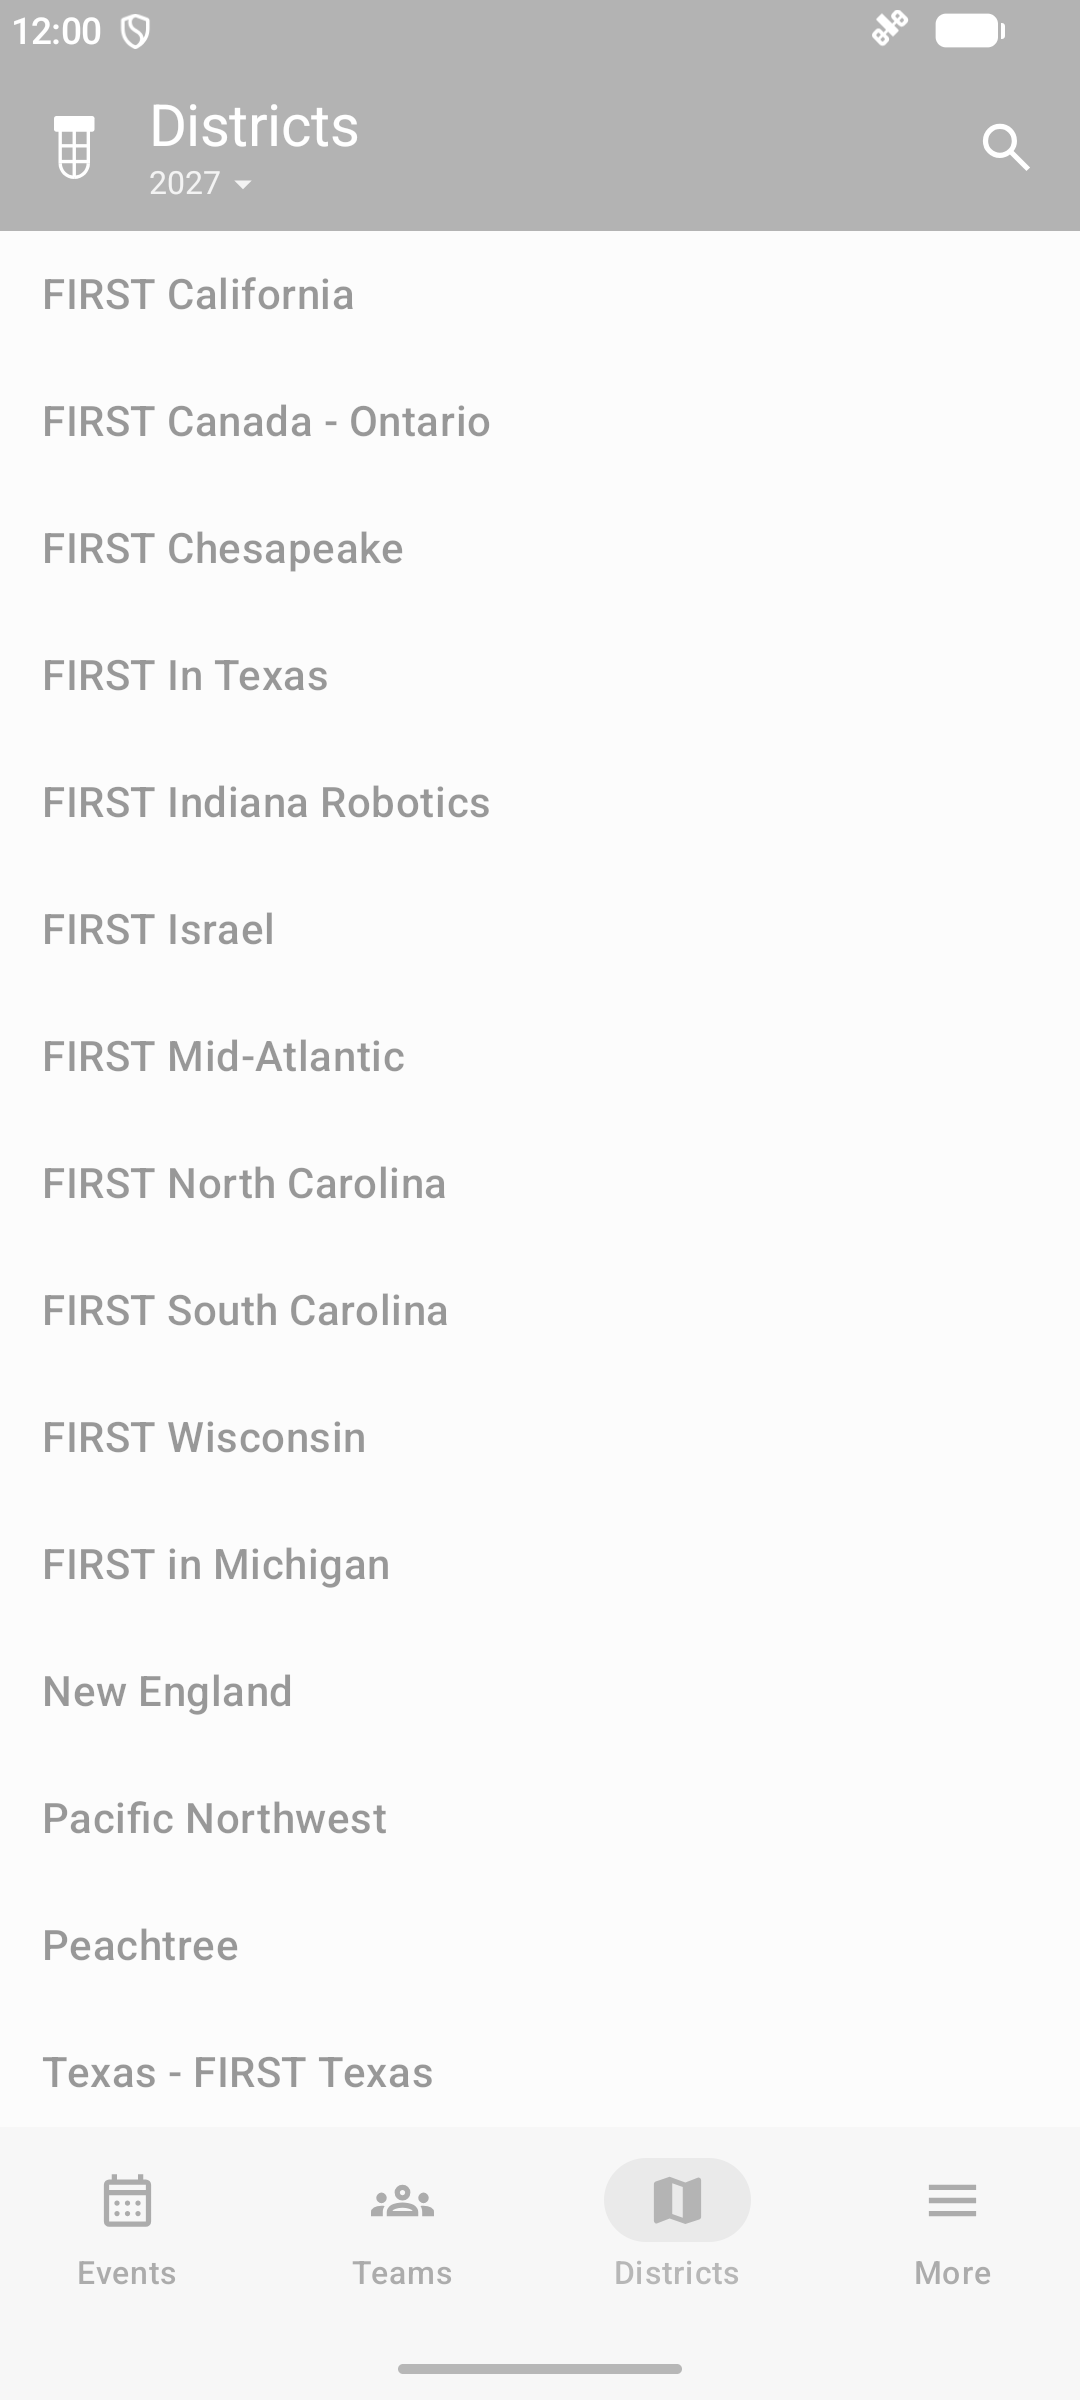 12:00
Districts
2027
FIRST California
FIRST Canada - Ontario
FIRST Chesapeake
FIRST In Texas
FIRST Indiana Robotics
FIRST Israel
FIRST Mid-Atlantic
FIRST North Carolina
FIRST South Carolina
FIRST Wisconsin
FIRST in Michigan
New England
Pacific Northwest
Peachtree
Texas - FIRST Texas
Events
Teams
Districts
More